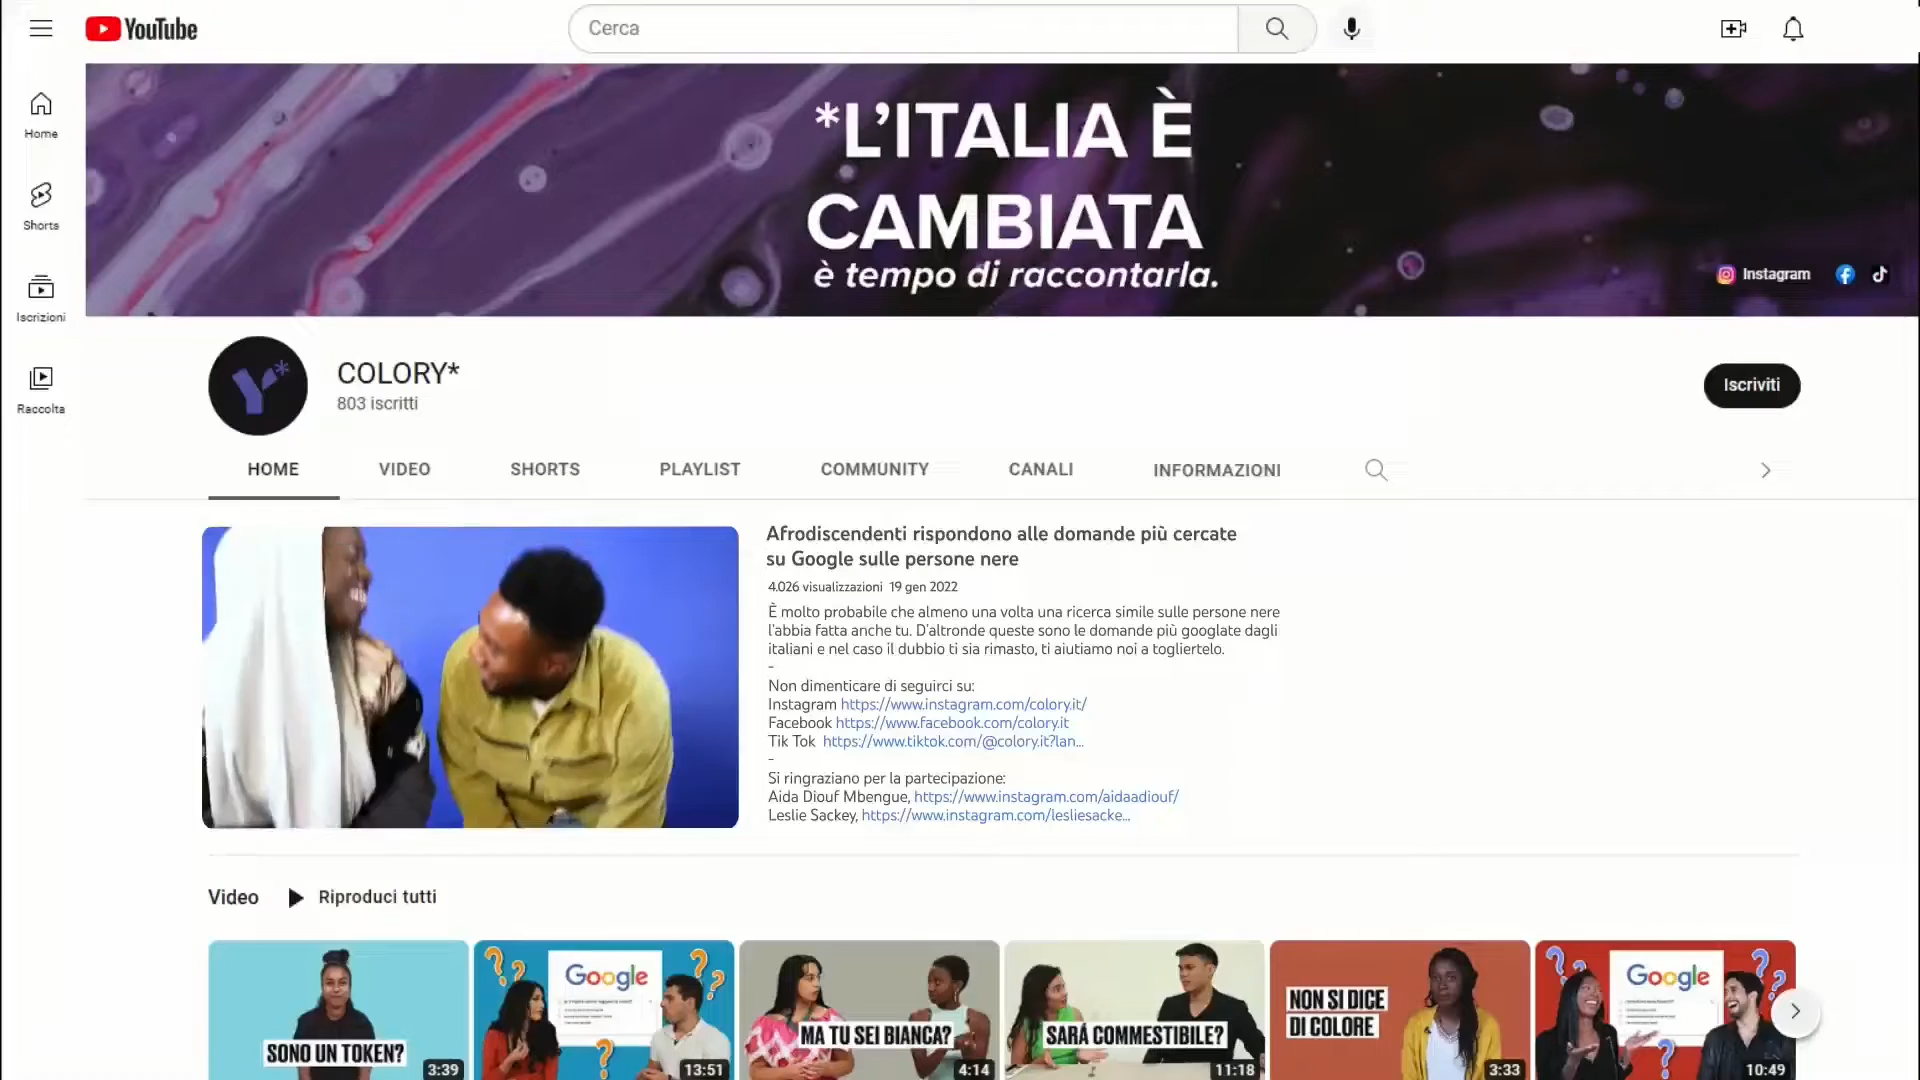 YouTube
Cerca
Home
Shorts
Iscrizioni
Raccolta
*L'ITALIA È
CAMBIATA
è tempo di raccontarla.
Instagram
COLORY*
803 iscritti
Iscriviti
HOME VIDEO SHORTS PLAYLIST COMMUNITY CANALI INFORMAZIONI
Afrodiscendenti rispondono alle domande più cercate
su Google sulle persone nere
4.026 visualizzazioni 19 gen 2022
È molto probabile che almeno una volta una ricerca simile sulle persone nere
l'abbia fatta anche tu. D'altronde queste sono le domande più googlate dagli
italiani e nel caso il dubbio ti sia rimasto, ti aiutiamo noi a togliertelo.
-
Non dimenticare di seguirci su:
Instagram https://www.instagram.com/colory.it/
Facebook https://www.facebook.com/colory.it
Tik Tok https://www.tiktok.com/@colory.it?lan...
-
Si ringraziano per la partecipazione:
Aida Diouf Mbengue, https://www.instagram.com/aidaadiouf/
Leslie Sackey, https://www.instagram.com/lesliesacke...
Video Riproduci tutti
SONO UN TOKEN?
3:39
Google
13:51
MA TU SEI BIANCA?
4:14
SARÁ COMMESTIBILE?
11:18
NON SI DICE
DI COLORE
3:33
Google
10:49